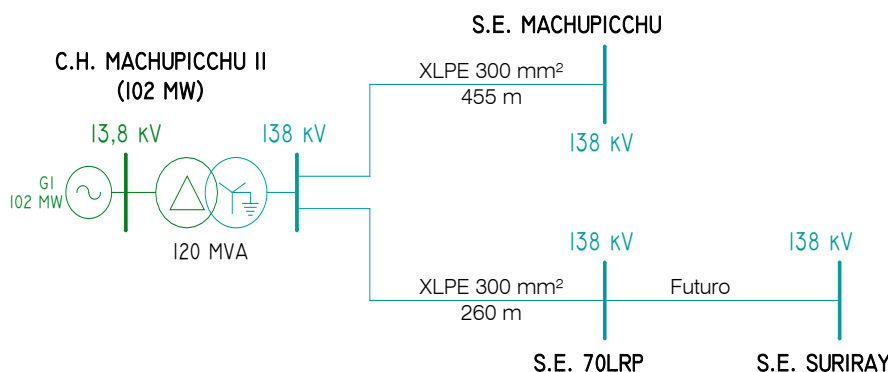 S.E. MACHUPICCHU
C.H. MACHUPICCHU II
(102 MW)
XLPE 300 mm²
455 m
13,8 kV
138 kV
138 kV
G1
102 MW
120 MVA
138 kV
138 kV
XLPE 300 mm²
260 m
Futuro
S.E. 70LRP
S.E. SURIRAY